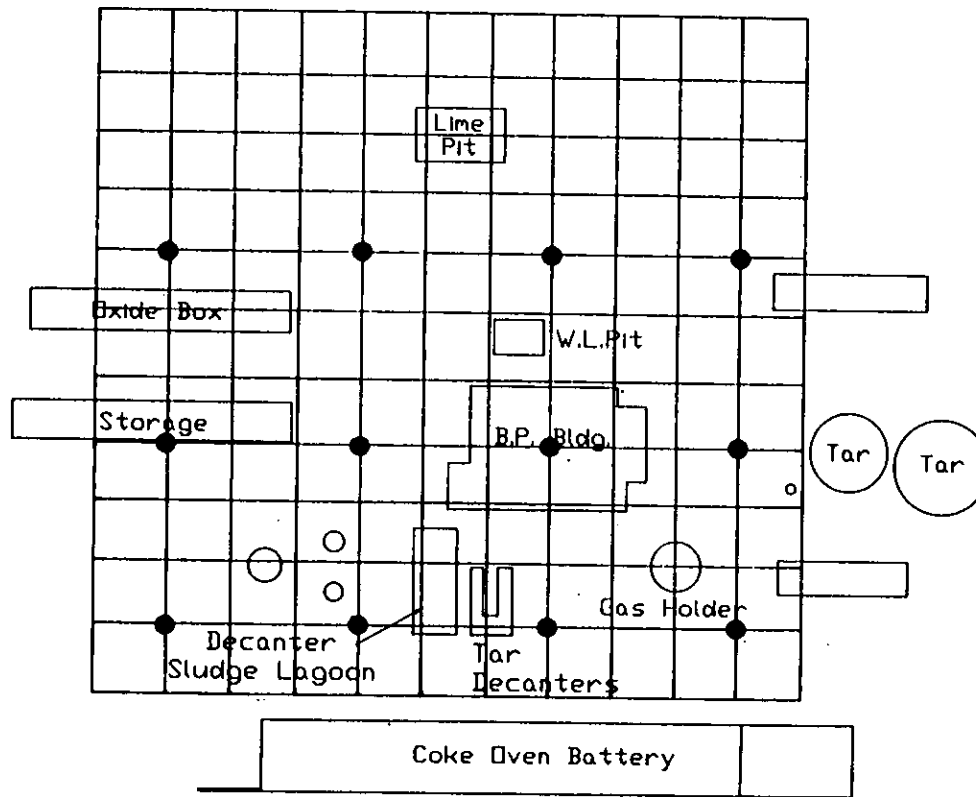 Lime
Pit
Oxide Box
W.L.Pit
Storage
B.P. Bldg.
Tar
Tar
Gas Holder
Decanter
Sludge Lagoon
Tar
Decanters
Coke Oven Battery